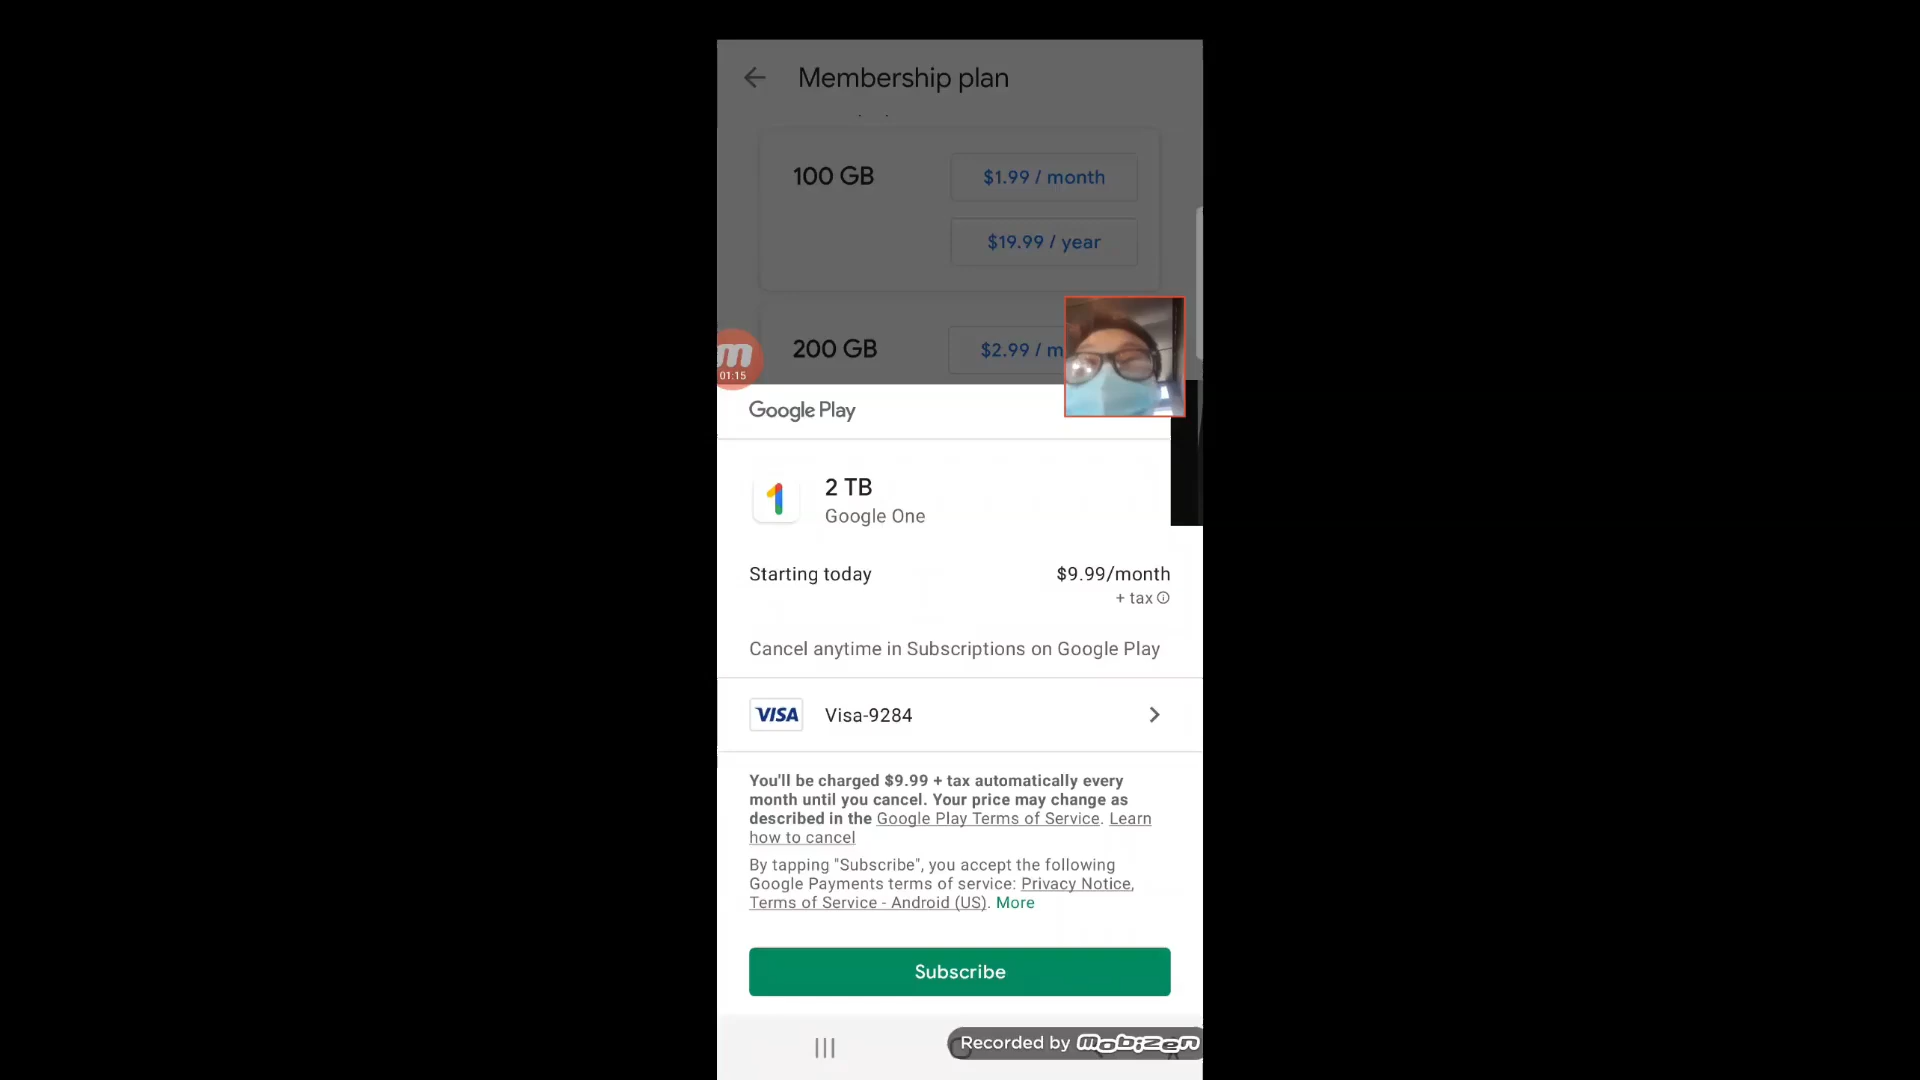 Membership plan
100 GB
$1.99 / month
$19.99 / year
200 GB
$2.99 / m
01:15
Google Play
2 TB
Google One
Starting today
$9.99/month
+ tax
Cancel anytime in Subscriptions on Google Play
VISA
Visa-9284
You'll be charged $9.99 + tax automatically every
month until you cancel. Your price may change as
described in the Google Play Terms of Service. Learn
how to cancel
By tapping "Subscribe", you accept the following
Google Payments terms of service: Privacy Notice,
Terms of Service - Android (US). More
Subscribe
Recorded by mobizen